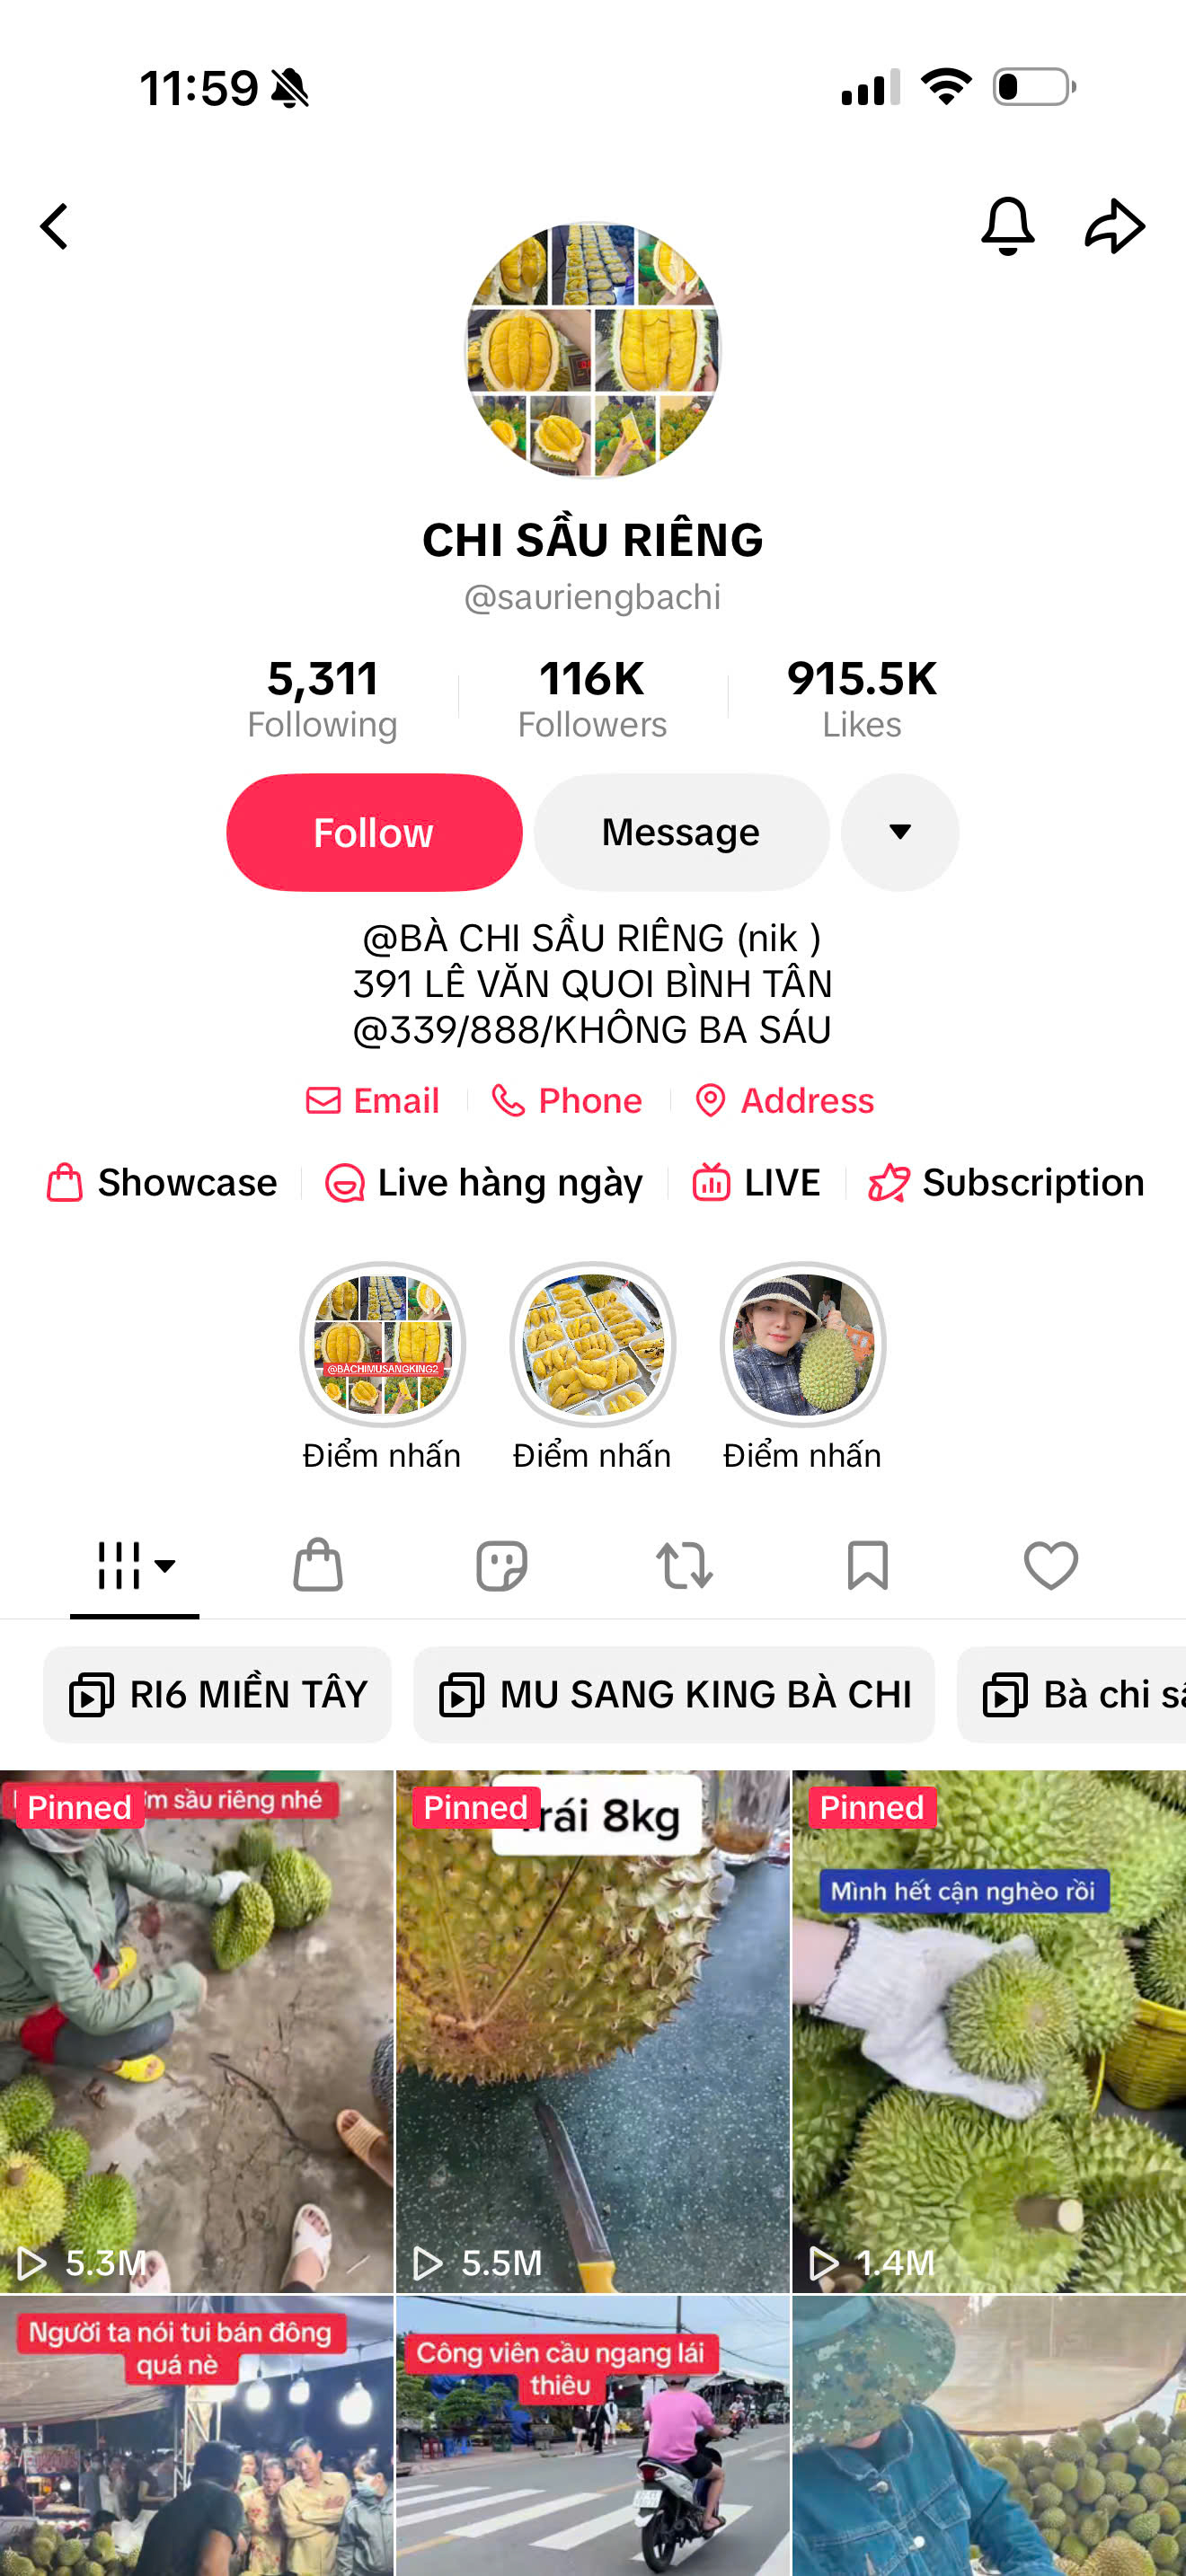 11:59
CHI SẦU RIÊNG
@sauriengbachi
5,311
Following
116K
Followers
915.5K
Likes
Follow
Message
@BÀ CHI SẦU RIÊNG (nik )
391 LÊ VĂN QUOI BÌNH TÂN
@339/888/KHÔNG BA SÁU
Email
Phone
Address
Showcase
Live hàng ngày
LIVE
Subscription
@BÀCHIMUSANGKING2
Điểm nhấn
Điểm nhấn
Điểm nhấn
RI6 MIỀN TÂY
MU SANG KING BÀ CHI
Bà chi
Pinned
sầu riêng nhé
5.3M
Pinned
8kg
5.5M
Pinned
Mình hết cận nghèo rồi
1.4M
Người ta nói tui bán đông
quá nè
Công viên cầu ngang lái
thiêu